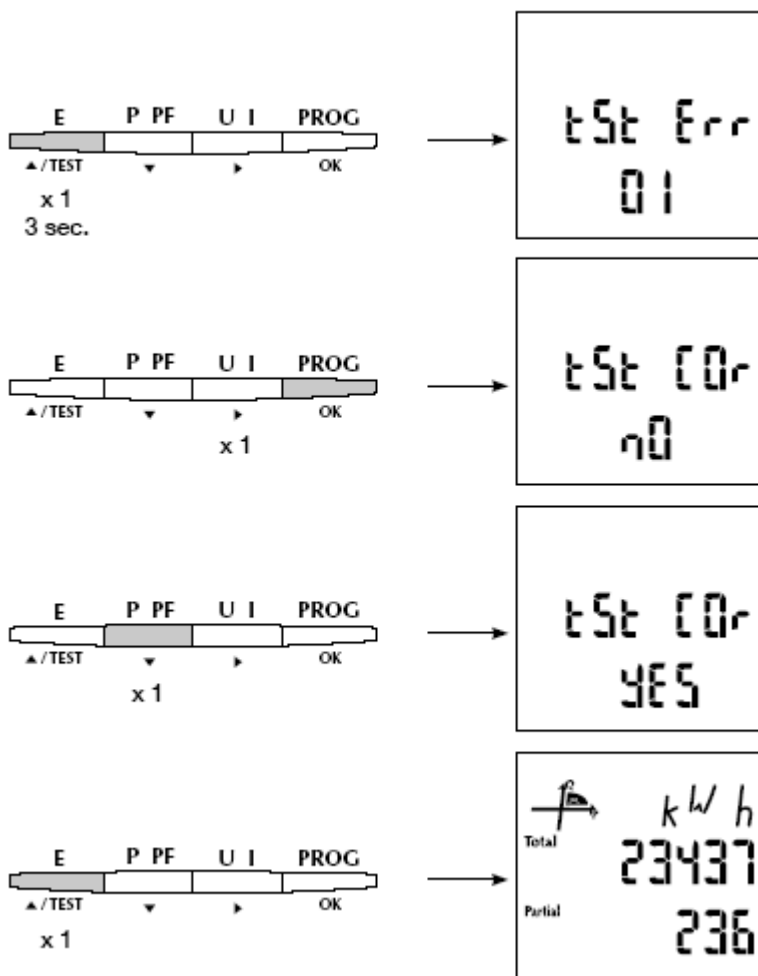 E P PF U I PROG
▲/TEST ▼ ► OK
x 1
3 sec.
tSt Err
01
E P PF U I PROG
▲/TEST ▼ ► OK
x 1
tSt COr
nO
E P PF U I PROG
▲/TEST ▼ ► OK
x 1
tSt COr
YES
E P PF U I PROG
▲/TEST ▼ ► OK
x 1
kWh
Total 23437
Partial 236